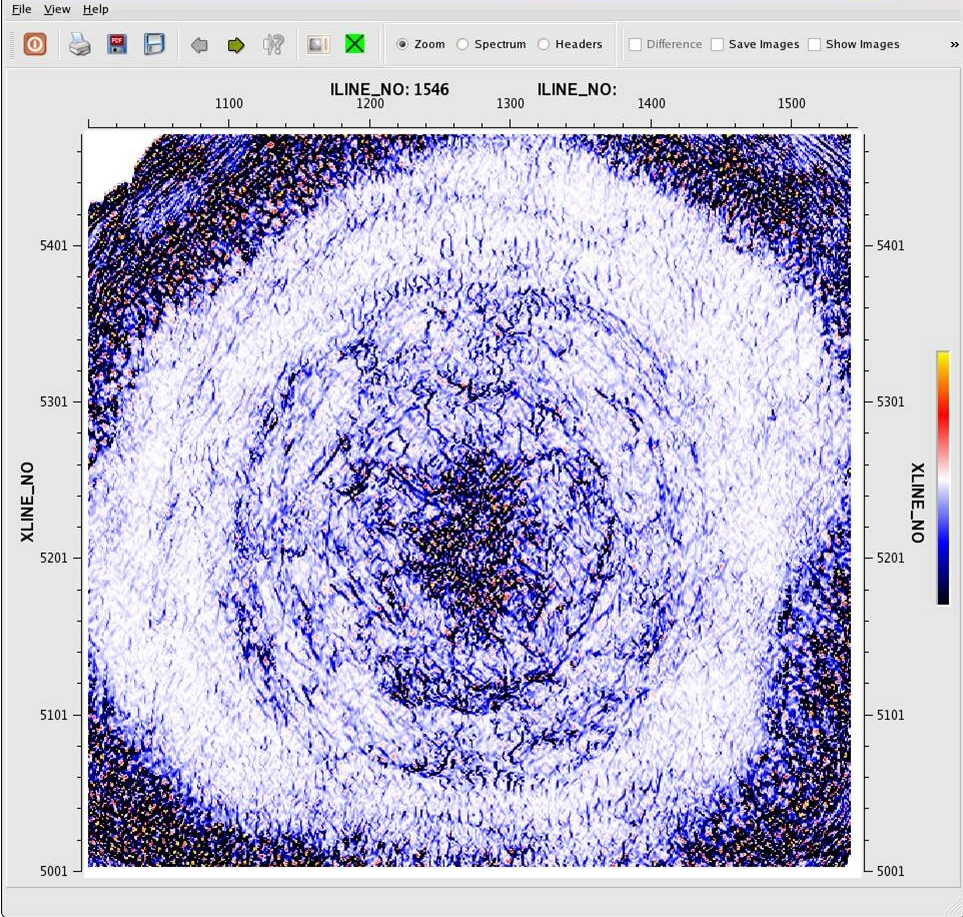 File View Help
Zoom Spectrum Headers Difference Save Images Show Images »
ILINE_NO: 1546 ILINE_NO:
1100 1200 1300 1400 1500
5401 5401
5301 5301
XLINE_NO XLINE_NO
5201 5201
5101 5101
5001 5001